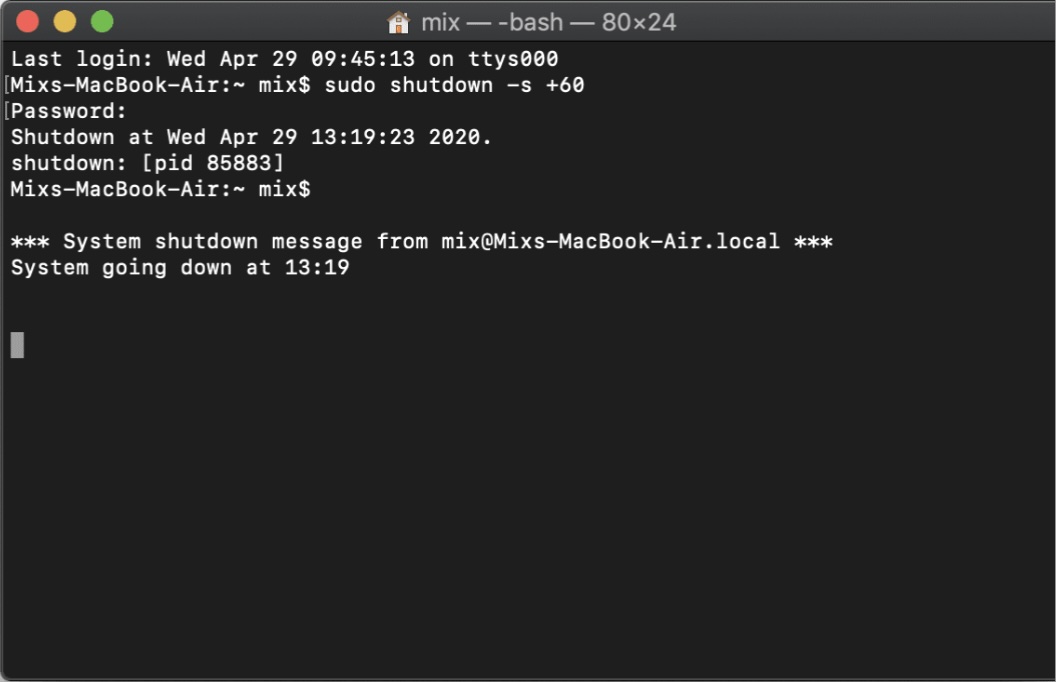 mix — -bash — 80×24
Last login: Wed Apr 29 09:45:13 on ttys000
[Mixs-MacBook-Air:~ mix$ sudo shutdown -s +60
[Password:
Shutdown at Wed Apr 29 13:19:23 2020.
shutdown: [pid 85883]
Mixs-MacBook-Air:~ mix$
*** System shutdown message from mix@Mixs-MacBook-Air.local ***
System going down at 13:19